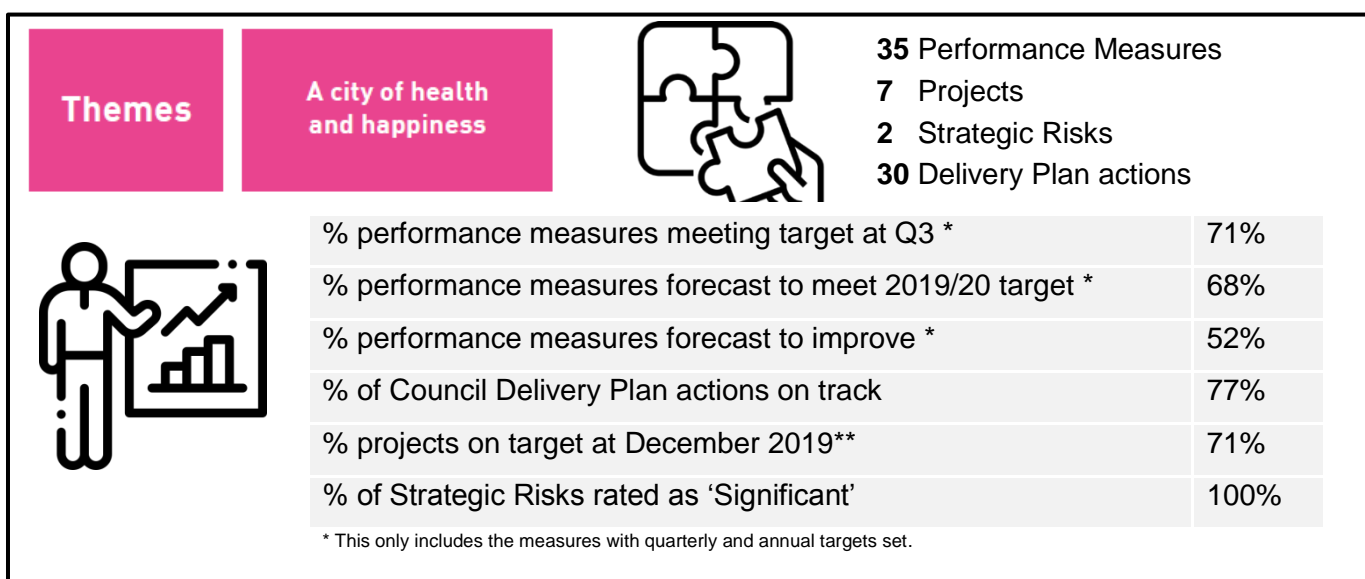 Themes
A city of health
and happiness
35 Performance Measures
7 Projects
2 Strategic Risks
30 Delivery Plan actions
% performance measures meeting target at Q3 * 71%
% performance measures forecast to meet 2019/20 target * 68%
% performance measures forecast to improve * 52%
% of Council Delivery Plan actions on track 77%
% projects on target at December 2019** 71%
% of Strategic Risks rated as ‘Significant’ 100%
* This only includes the measures with quarterly and annual targets set.